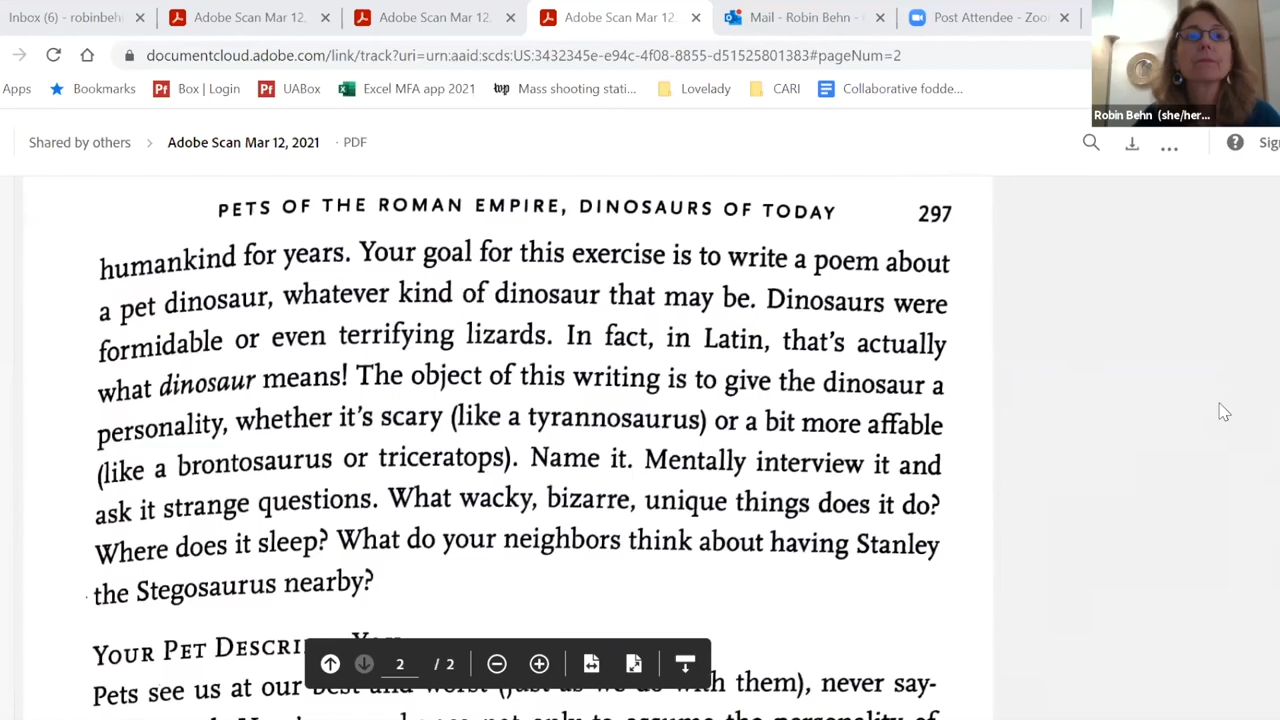 Inbox (6) - robinbeh
Adobe Scan Mar 12,
Adobe Scan Mar 12,
Adobe Scan Mar 12,
Mail - Robin Behn -
Post Attendee - Zoo
documentcloud.adobe.com/link/track?uri=urn:aaid:scds:US:3432345e-e94c-4f08-8855-d51525801383#pageNum=2
Apps Bookmarks Box | Login UABox Excel MFA app 2021 Mass shooting stati... Lovelady CARI Collaborative fodde...
Robin Behn (she/her...
Shared by others > Adobe Scan Mar 12, 2021 · PDF
Sig
PETS OF THE ROMAN EMPIRE, DINOSAURS OF TODAY 297
humankind for years. Your goal for this exercise is to write a poem about
a pet dinosaur, whatever kind of dinosaur that may be. Dinosaurs were
formidable or even terrifying lizards. In fact, in Latin, that's actually
what dinosaur means! The object of this writing is to give the dinosaur a
personality, whether it's scary (like a tyrannosaurus) or a bit more affable
(like a brontosaurus or triceratops). Name it. Mentally interview it and
ask it strange questions. What wacky, bizarre, unique things does it do?
Where does it sleep? What do your neighbors think about having Stanley
the Stegosaurus nearby?
YOUR PET DESCRI
2 / 2
Pets see us at our best and worst (just as we do with them), never say-